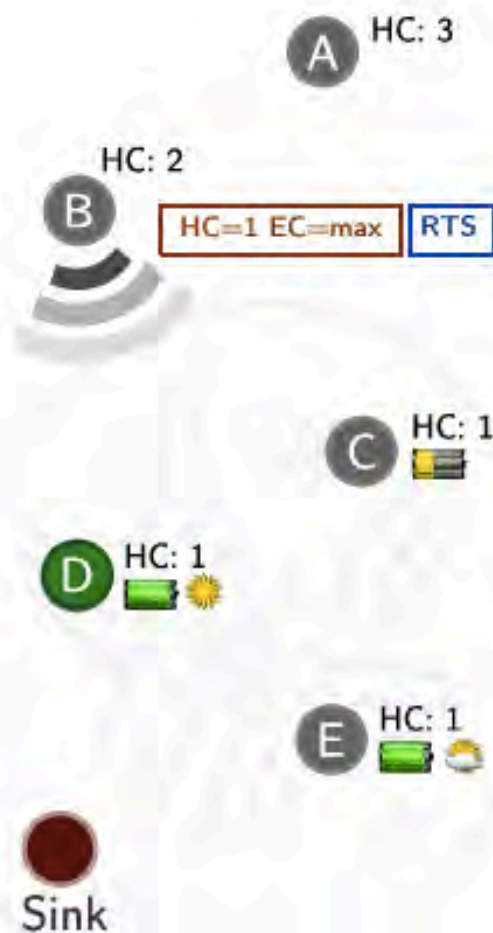 A
HC: 3
HC: 2
B
HC=1 EC=max
RTS
C
HC: 1
D
HC: 1
E
HC: 1
Sink